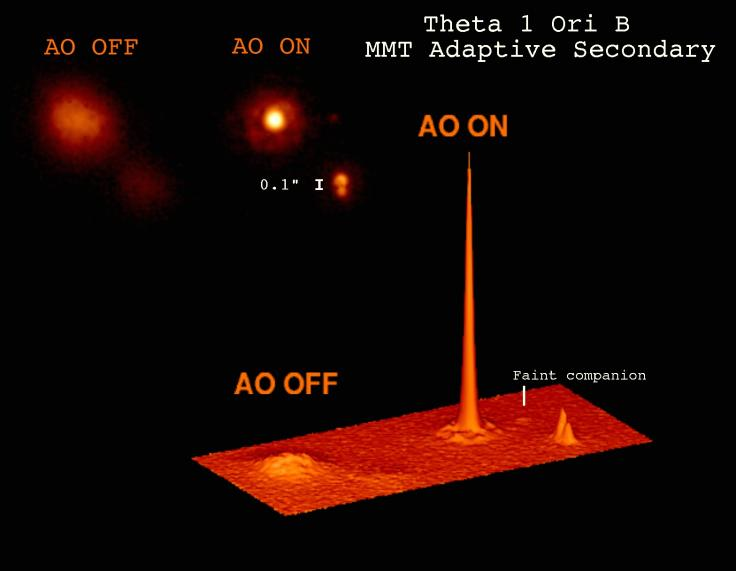 Theta 1 Ori B
MMT Adaptive Secondary
AO OFF
AO ON
0.1" I
AO ON
AO OFF
Faint companion